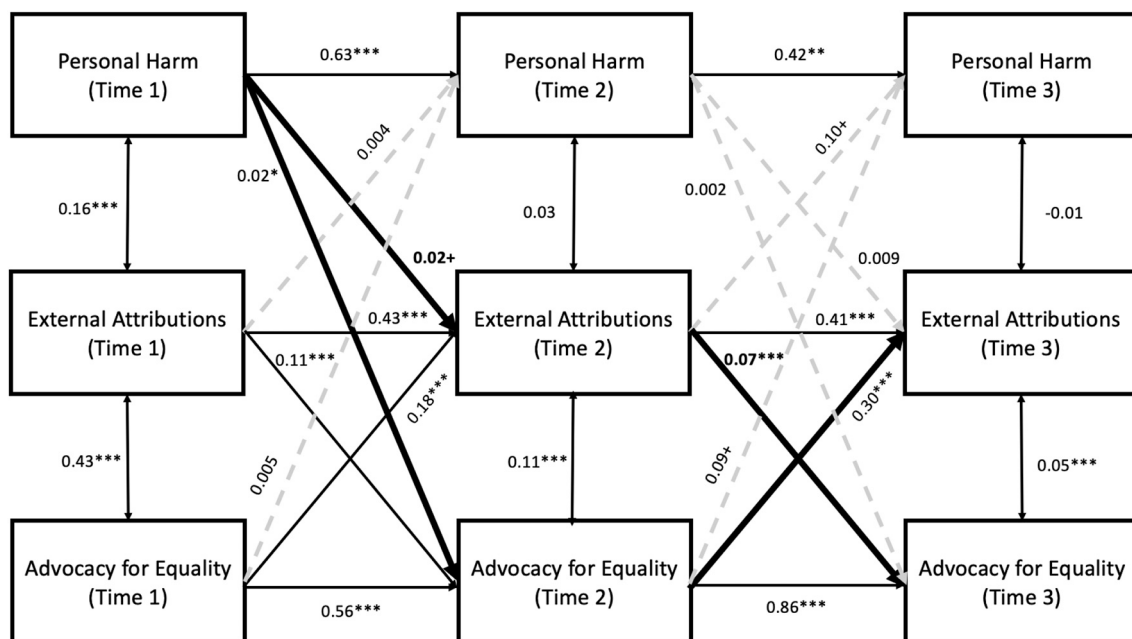 Personal Harm
(Time 1)
0.63***
Personal Harm
(Time 2)
0.42**
Personal Harm
(Time 3)
0.004
0.10+
0.02*
0.002
0.16***
0.03
-0.01
0.02+
0.009
External Attributions
(Time 1)
0.43***
External Attributions
(Time 2)
0.41***
External Attributions
(Time 3)
0.11***
0.07***
0.18***
0.30***
0.43***
0.005
0.11***
0.09+
0.05***
Advocacy for Equality
(Time 1)
0.56***
Advocacy for Equality
(Time 2)
0.86***
Advocacy for Equality
(Time 3)